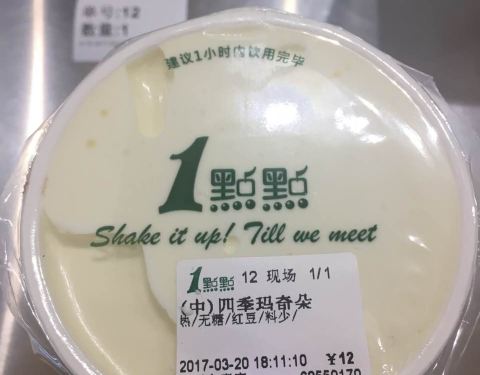 单号:12
数量:1
建议1小时内饮用完毕
1點點
Shake it up! Till we meet
1點點 12 现场 1/1
(中)四季玛奇朵
热/无糖/红豆/料少/
2017-03-20 18:11:10 ¥12